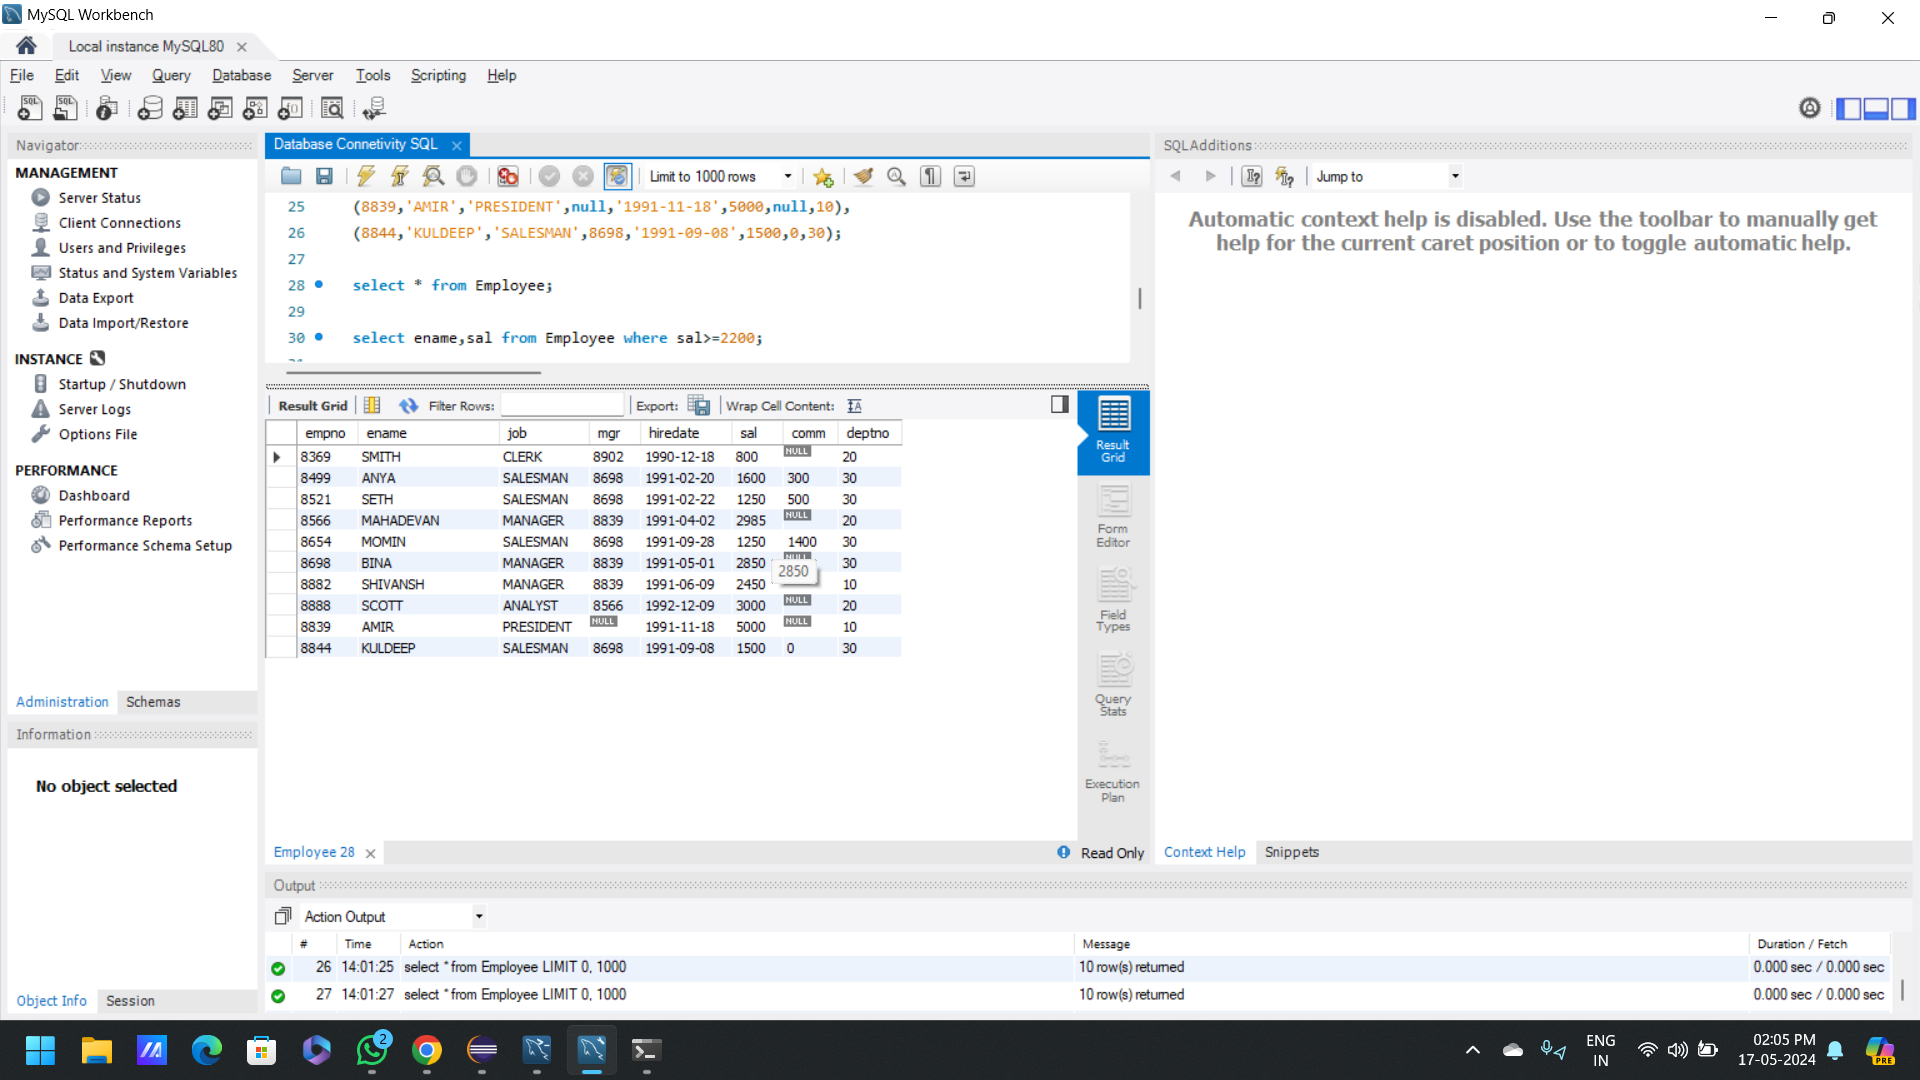 MySQL Workbench
Local instance MySQL80
File Edit View Query Database Server Tools Scripting Help
Navigator
MANAGEMENT
Server Status
Client Connections
Users and Privileges
Status and System Variables
Data Export
Data Import/Restore
INSTANCE
Startup / Shutdown
Server Logs
Options File
PERFORMANCE
Dashboard
Performance Reports
Performance Schema Setup
Administration Schemas
Information
No object selected
Object Info Session
Database Connetivity SQL
Limit to 1000 rows
25 (8839,'AMIR','PRESIDENT',null,'1991-11-18',5000,null,10),
26 (8844,'KULDEEP','SALESMAN',8698,'1991-09-08',1500,0,30);
27
28 select * from Employee;
29
30 select ename,sal from Employee where sal>=2200;
Result Grid Filter Rows: Export: Wrap Cell Content:
empno ename job mgr hiredate sal comm deptno
8369 SMITH CLERK 8902 1990-12-18 800 NULL 20
8499 ANYA SALESMAN 8698 1991-02-20 1600 300 30
8521 SETH SALESMAN 8698 1991-02-22 1250 500 30
8566 MAHADEVAN MANAGER 8839 1991-04-02 2985 NULL 20
8654 MOMIN SALESMAN 8698 1991-09-28 1250 1400 30
8698 BINA MANAGER 8839 1991-05-01 2850 NULL 30
2850
8882 SHIVANSH MANAGER 8839 1991-06-09 2450 10
8888 SCOTT ANALYST 8566 1992-12-09 3000 NULL 20
8839 AMIR PRESIDENT NULL 1991-11-18 5000 NULL 10
8844 KULDEEP SALESMAN 8698 1991-09-08 1500 0 30
Result
Grid
Form
Editor
Field
Types
Query
Stats
Execution
Plan
Employee 28
Read Only
SQLAdditions
Jump to
Automatic context help is disabled. Use the toolbar to manually get
help for the current caret position or to toggle automatic help.
Context Help Snippets
Output
Action Output
# Time Action Message Duration / Fetch
26 14:01:25 select * from Employee LIMIT 0, 1000 10 row(s) returned 0.000 sec / 0.000 sec
27 14:01:27 select * from Employee LIMIT 0, 1000 10 row(s) returned 0.000 sec / 0.000 sec
2
ENG
IN
02:05 PM
17-05-2024
PRE